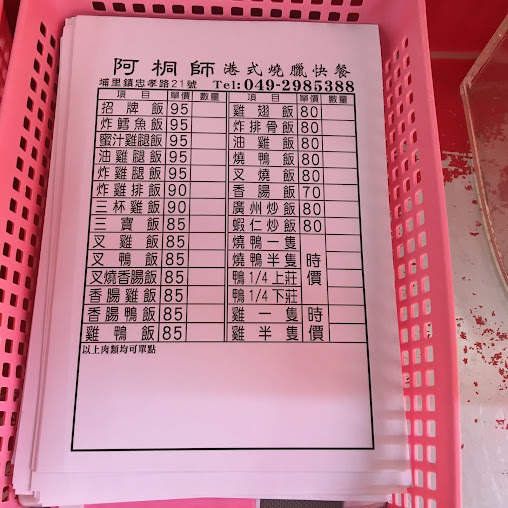 阿桐師 港式燒臘快餐
埔里鎮忠孝路21號 Tel:049-2985388
項目 單價 數量 項目 單價 數量
招牌飯 95 雞翅飯 80
炸鱈魚飯 95 炸排骨飯 80
蜜汁雞腿飯 95 油雞飯 80
油雞腿飯 95 燒鴨飯 80
炸雞腿飯 95 叉燒飯 80
炸雞排飯 90 香腸飯 70
三杯雞飯 90 廣州炒飯 80
三寶飯 85 蝦仁炒飯 80
叉雞飯 85 燒鴨一隻
叉鴨飯 85 燒鴨半隻 時
叉燒香腸飯 85 鴨1/4上莊 價
香腸雞飯 85 鴨1/4下莊
香腸鴨飯 85 雞一隻 時
雞鴨飯 85 雞半隻 價
以上肉類均可單點